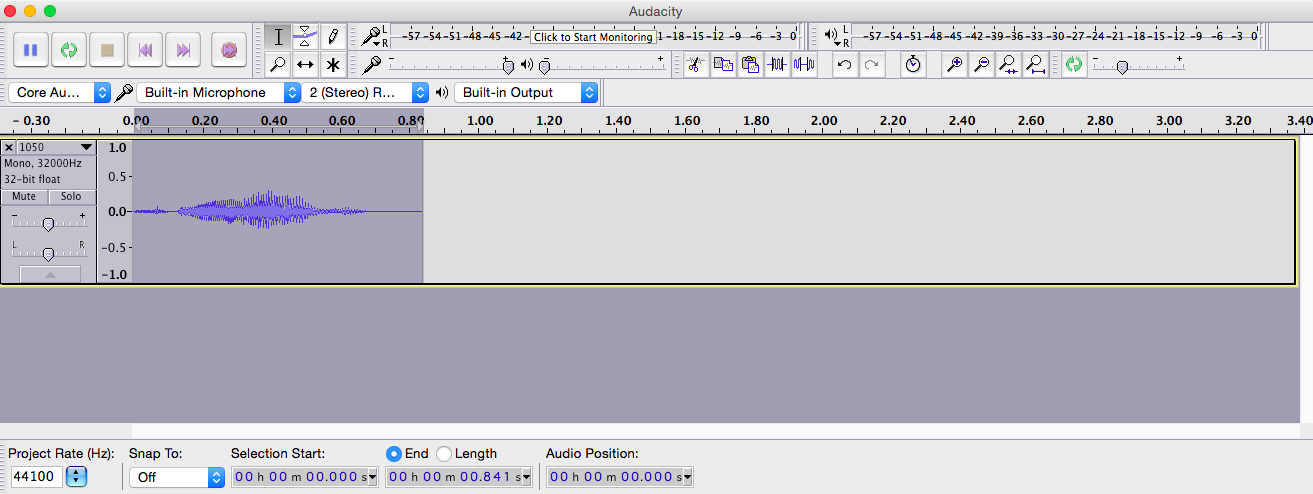 Audacity
L
R
-57 -54 -51 -48 -45 -42 - Click to Start Monitoring 1 -18 -15 -12 -9 -6 -3 0
L
R
-57 -54 -51 -48 -45 -42 -39 -36 -33 -30 -27 -24 -21 -18 -15 -12 -9 -6 -3 0
- + - + - +
Core Au... Built-in Microphone 2 (Stereo) R... Built-in Output
- 0.30 0.00 0.20 0.40 0.60 0.80 1.00 1.20 1.40 1.60 1.80 2.00 2.20 2.40 2.60 2.80 3.00 3.20 3.40
1050
Mono, 32000Hz
32-bit float
Mute Solo
- +
L R
1.0
0.5-
0.0-
-0.5-
-1.0
Project Rate (Hz): Snap To: Selection Start: End Length Audio Position:
44100 Off 00 h 00 m 00.000 s 00 h 00 m 00.841 s 00 h 00 m 00.000 s